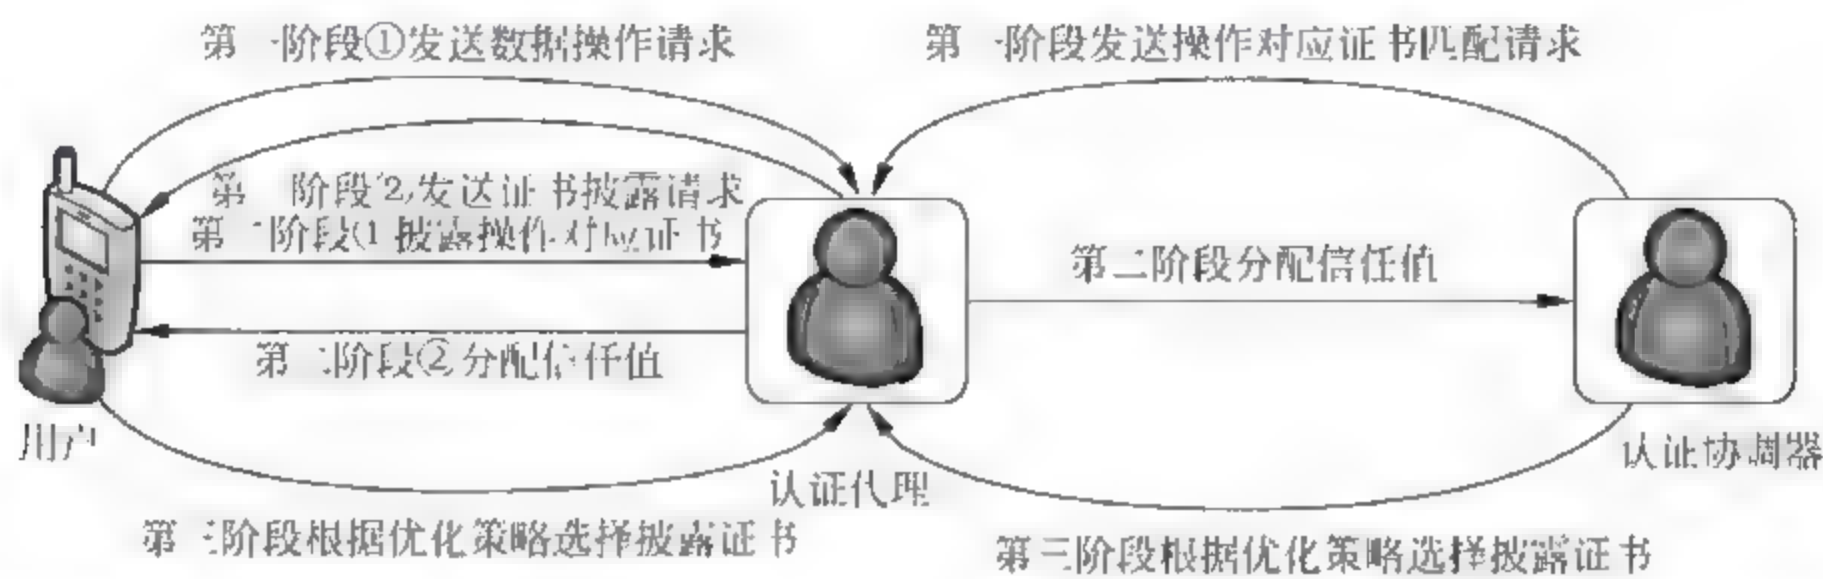 第一阶段①发送数据操作请求
第一阶段发送操作对应证书匹配请求
第一阶段②发送证书披露请求
第二阶段①披露操作对应证书
第二阶段分配信任值
第二阶段②分配信任值
用户
认证代理
认证协调器
第三阶段根据优化策略选择披露证书
第三阶段根据优化策略选择披露证书